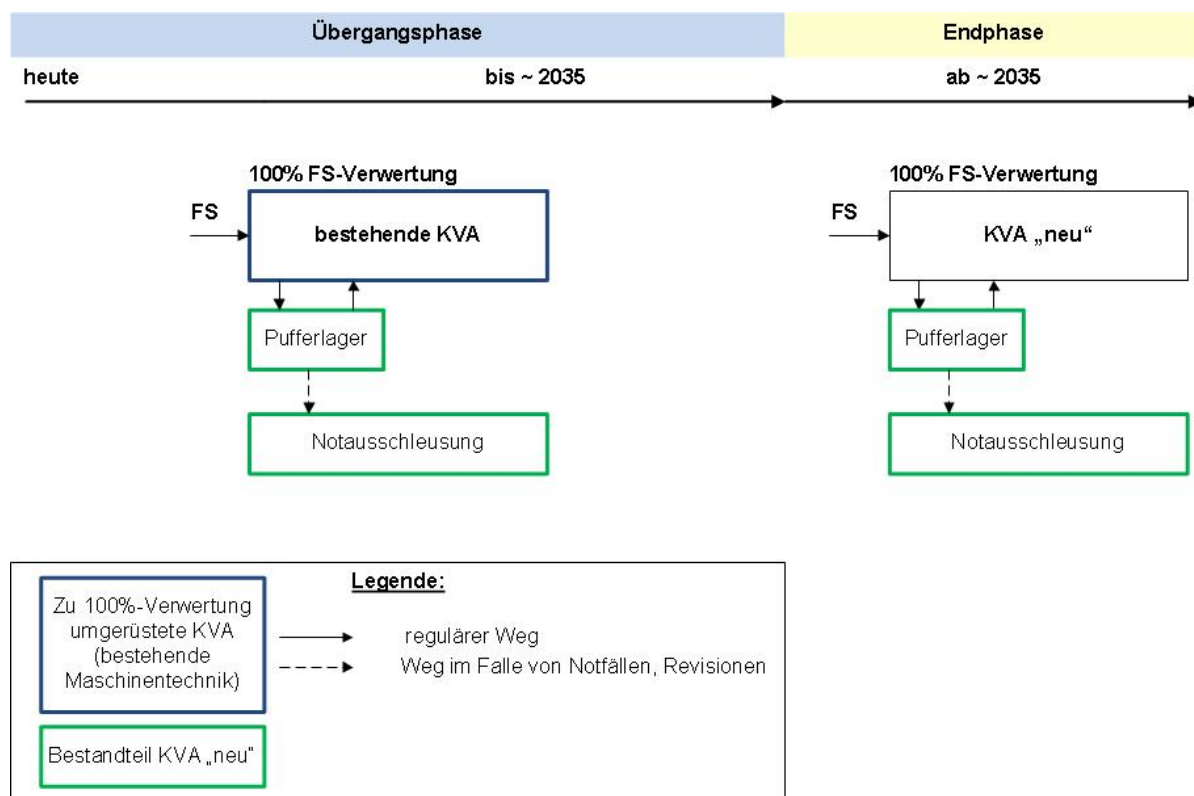 Übergangsphase
Endphase
heute
bis ~ 2035
ab ~ 2035
100% FS-Verwertung
FS
bestehende KVA
Pufferlager
Notausschleusung
100% FS-Verwertung
FS
KVA „neu“
Pufferlager
Notausschleusung
Legende:
Zu 100%-Verwertung
umgerüstete KVA
(bestehende
Maschinentechnik)
regulärer Weg
Weg im Falle von Notfällen, Revisionen
Bestandteil KVA „neu“